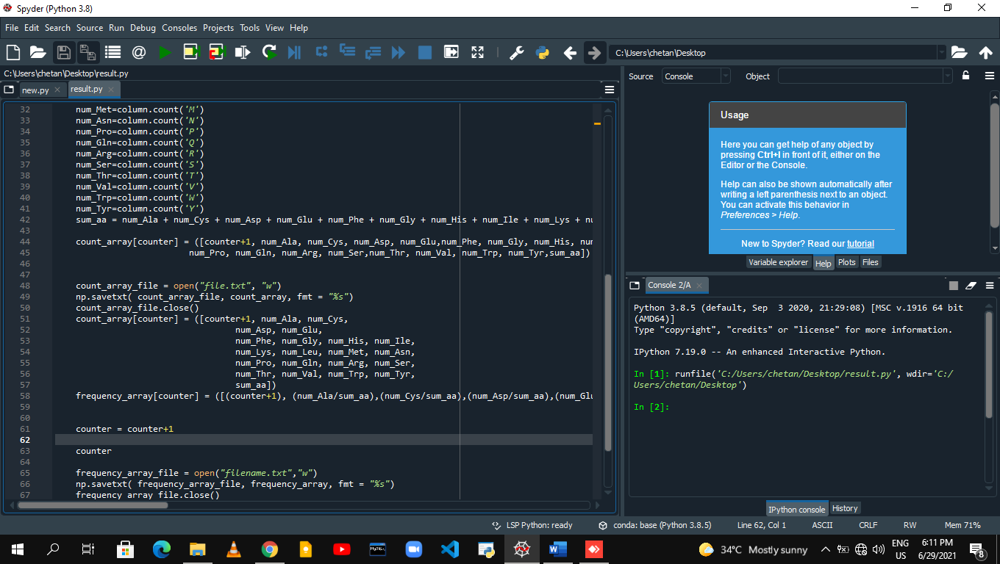 Spyder (Python 3.8)
File Edit Search Source Run Debug Consoles Projects Tools View Help
C:\Users\chetan\Desktop
C:\Users\chetan\Desktop\result.py
new.py
result.py
32 num_Met=column.count('M')
33 num_Asn=column.count('N')
34 num_Pro=column.count('P')
35 num_Gln=column.count('Q')
36 num_Arg=column.count('R')
37 num_Ser=column.count('S')
38 num_Thr=column.count('T')
39 num_Val=column.count('V')
40 num_Trp=column.count('W')
41 num_Tyr=column.count('Y')
42 sum_aa = num_Ala + num_Cys + num_Asp + num_Glu + num_Phe + num_Gly + num_His + num_Ile + num_Lys + nu
43
44 count_array[counter] = ([counter+1, num_Ala, num_Cys, num_Asp, num_Glu,num_Phe, num_Gly, num_His, num
45 num_Pro, num_Gln, num_Arg, num_Ser,num_Thr, num_Val, num_Trp, num_Tyr,sum_aa])
46
47
48 count_array_file = open("file.txt", "w")
49 np.savetxt( count_array_file, count_array, fmt = "%s")
50 count_array_file.close()
51 count_array[counter] = ([counter+1, num_Ala, num_Cys,
52 num_Asp, num_Glu,
53 num_Phe, num_Gly, num_His, num_Ile,
54 num_Lys, num_Leu, num_Met, num_Asn,
55 num_Pro, num_Gln, num_Arg, num_Ser,
56 num_Thr, num_Val, num_Trp, num_Tyr,
57 sum_aa])
58 frequency_array[counter] = ([(counter+1), (num_Ala/sum_aa),(num_Cys/sum_aa),(num_Asp/sum_aa),(num_Glu
59
60
61 counter = counter+1
62
63 counter
64
65 frequency_array_file = open("filename.txt","w")
66 np.savetxt( frequency_array_file, frequency_array, fmt = "%s")
67 frequency_array_file.close()
Source Console Object
Usage
Here you can get help of any object by
pressing Ctrl+I in front of it, either on the
Editor or the Console.
Help can also be shown automatically after
writing a left parenthesis next to an object.
You can activate this behavior in
Preferences > Help.
New to Spyder? Read our tutorial
Variable explorer Help Plots Files
Console 2/A
Python 3.8.5 (default, Sep  3 2020, 21:29:08) [MSC v.1916 64 bit
(AMD64)]
Type "copyright", "credits" or "license" for more information.
IPython 7.19.0 -- An enhanced Interactive Python.
In [1]: runfile('C:/Users/chetan/Desktop/result.py', wdir='C:/
Users/chetan/Desktop')
In [2]:
IPython console History
LSP Python: ready conda: base (Python 3.8.5) Line 62, Col 1 ASCII CRLF RW Mem 71%
MySQL
34°C Mostly sunny
ENG
US
6:11 PM
6/29/2021
8